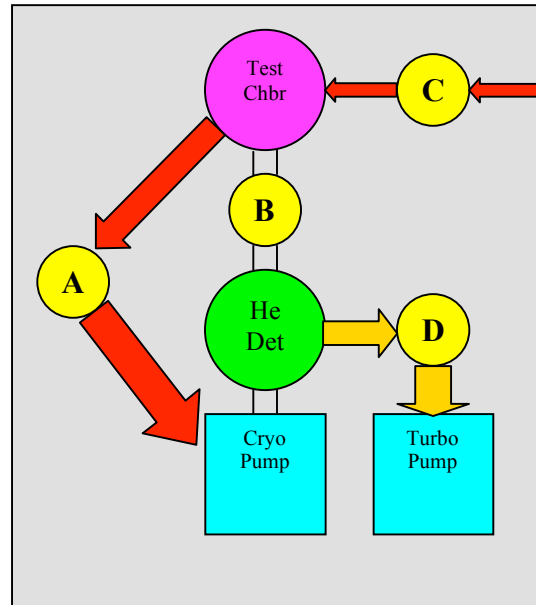 Test
Chbr
C
B
A
He
Det
D
Cryo
Pump
Turbo
Pump